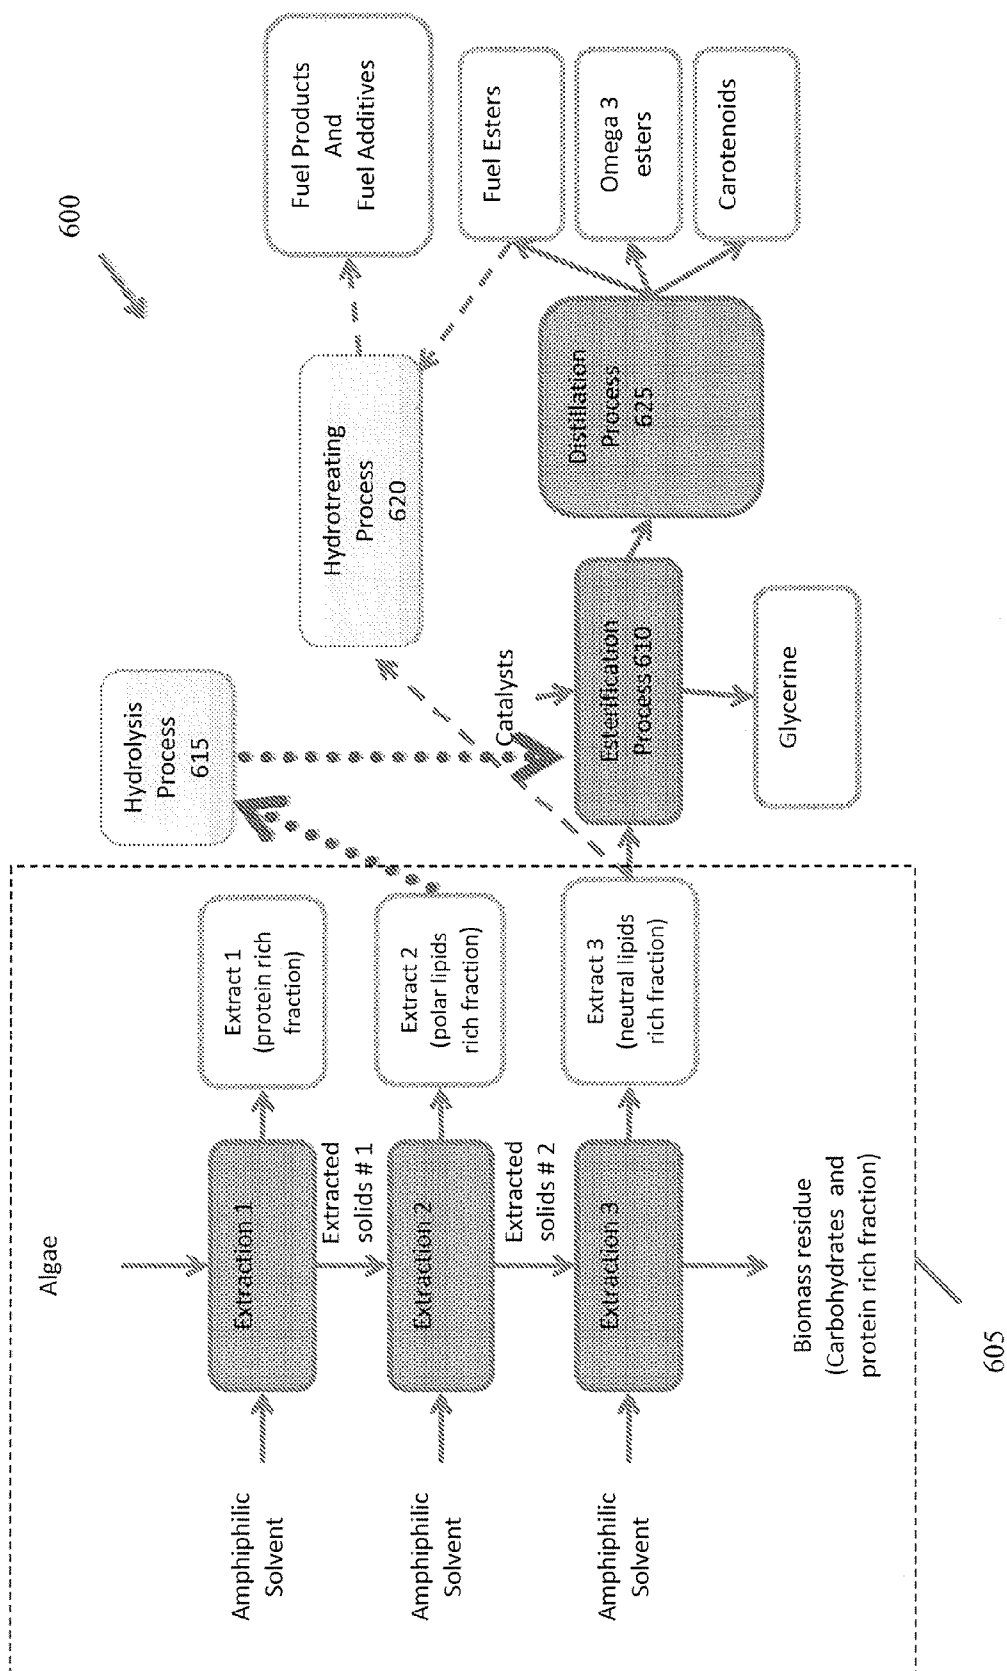 600
Algae
Amphiphilic
Solvent
Extraction 1
Extract 1
(protein rich
fraction)
Extracted
solids # 1
Amphiphilic
Solvent
Extraction 2
Extract 2
(polar lipids
rich fraction)
Extracted
solids # 2
Amphiphilic
Solvent
Extraction 3
Extract 3
(neutral lipids
rich fraction)
Biomass residue
(Carbohydrates and
protein rich fraction)
605
Hydrolysis
Process
615
Catalysts
Esterification
Process 610
Glycerine
Hydrotreating
Process
620
Distillation
Process
625
Fuel Products
And
Fuel Additives
Fuel Esters
Omega 3
esters
Carotenoids